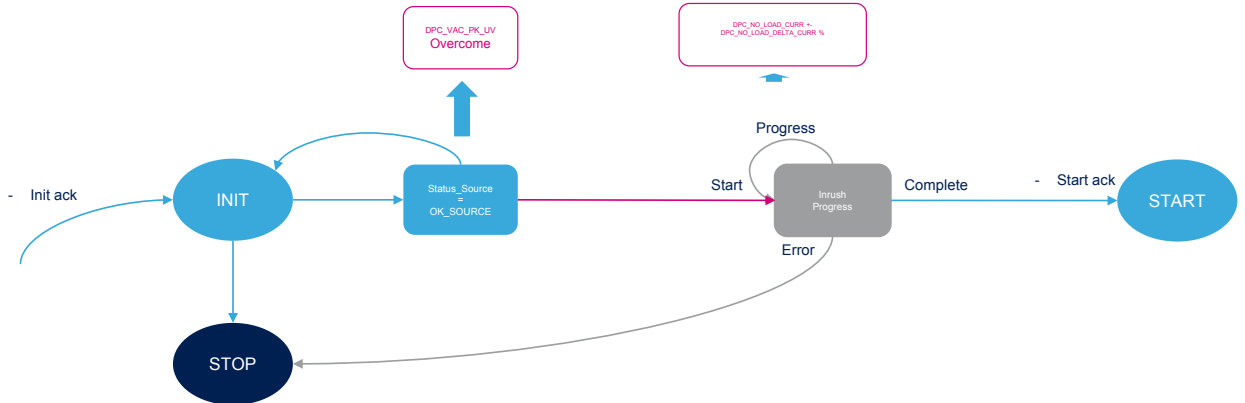 DPC_VAC_PK_UV
Overcome
DPC_NO_LOAD_CURR +-
DPC_NO_LOAD_DELTA_CURR %
Progress
- Init ack
INIT
Status_Source
=
OK_SOURCE
Start
Inrush
Progress
Complete
- Start ack
START
Error
STOP